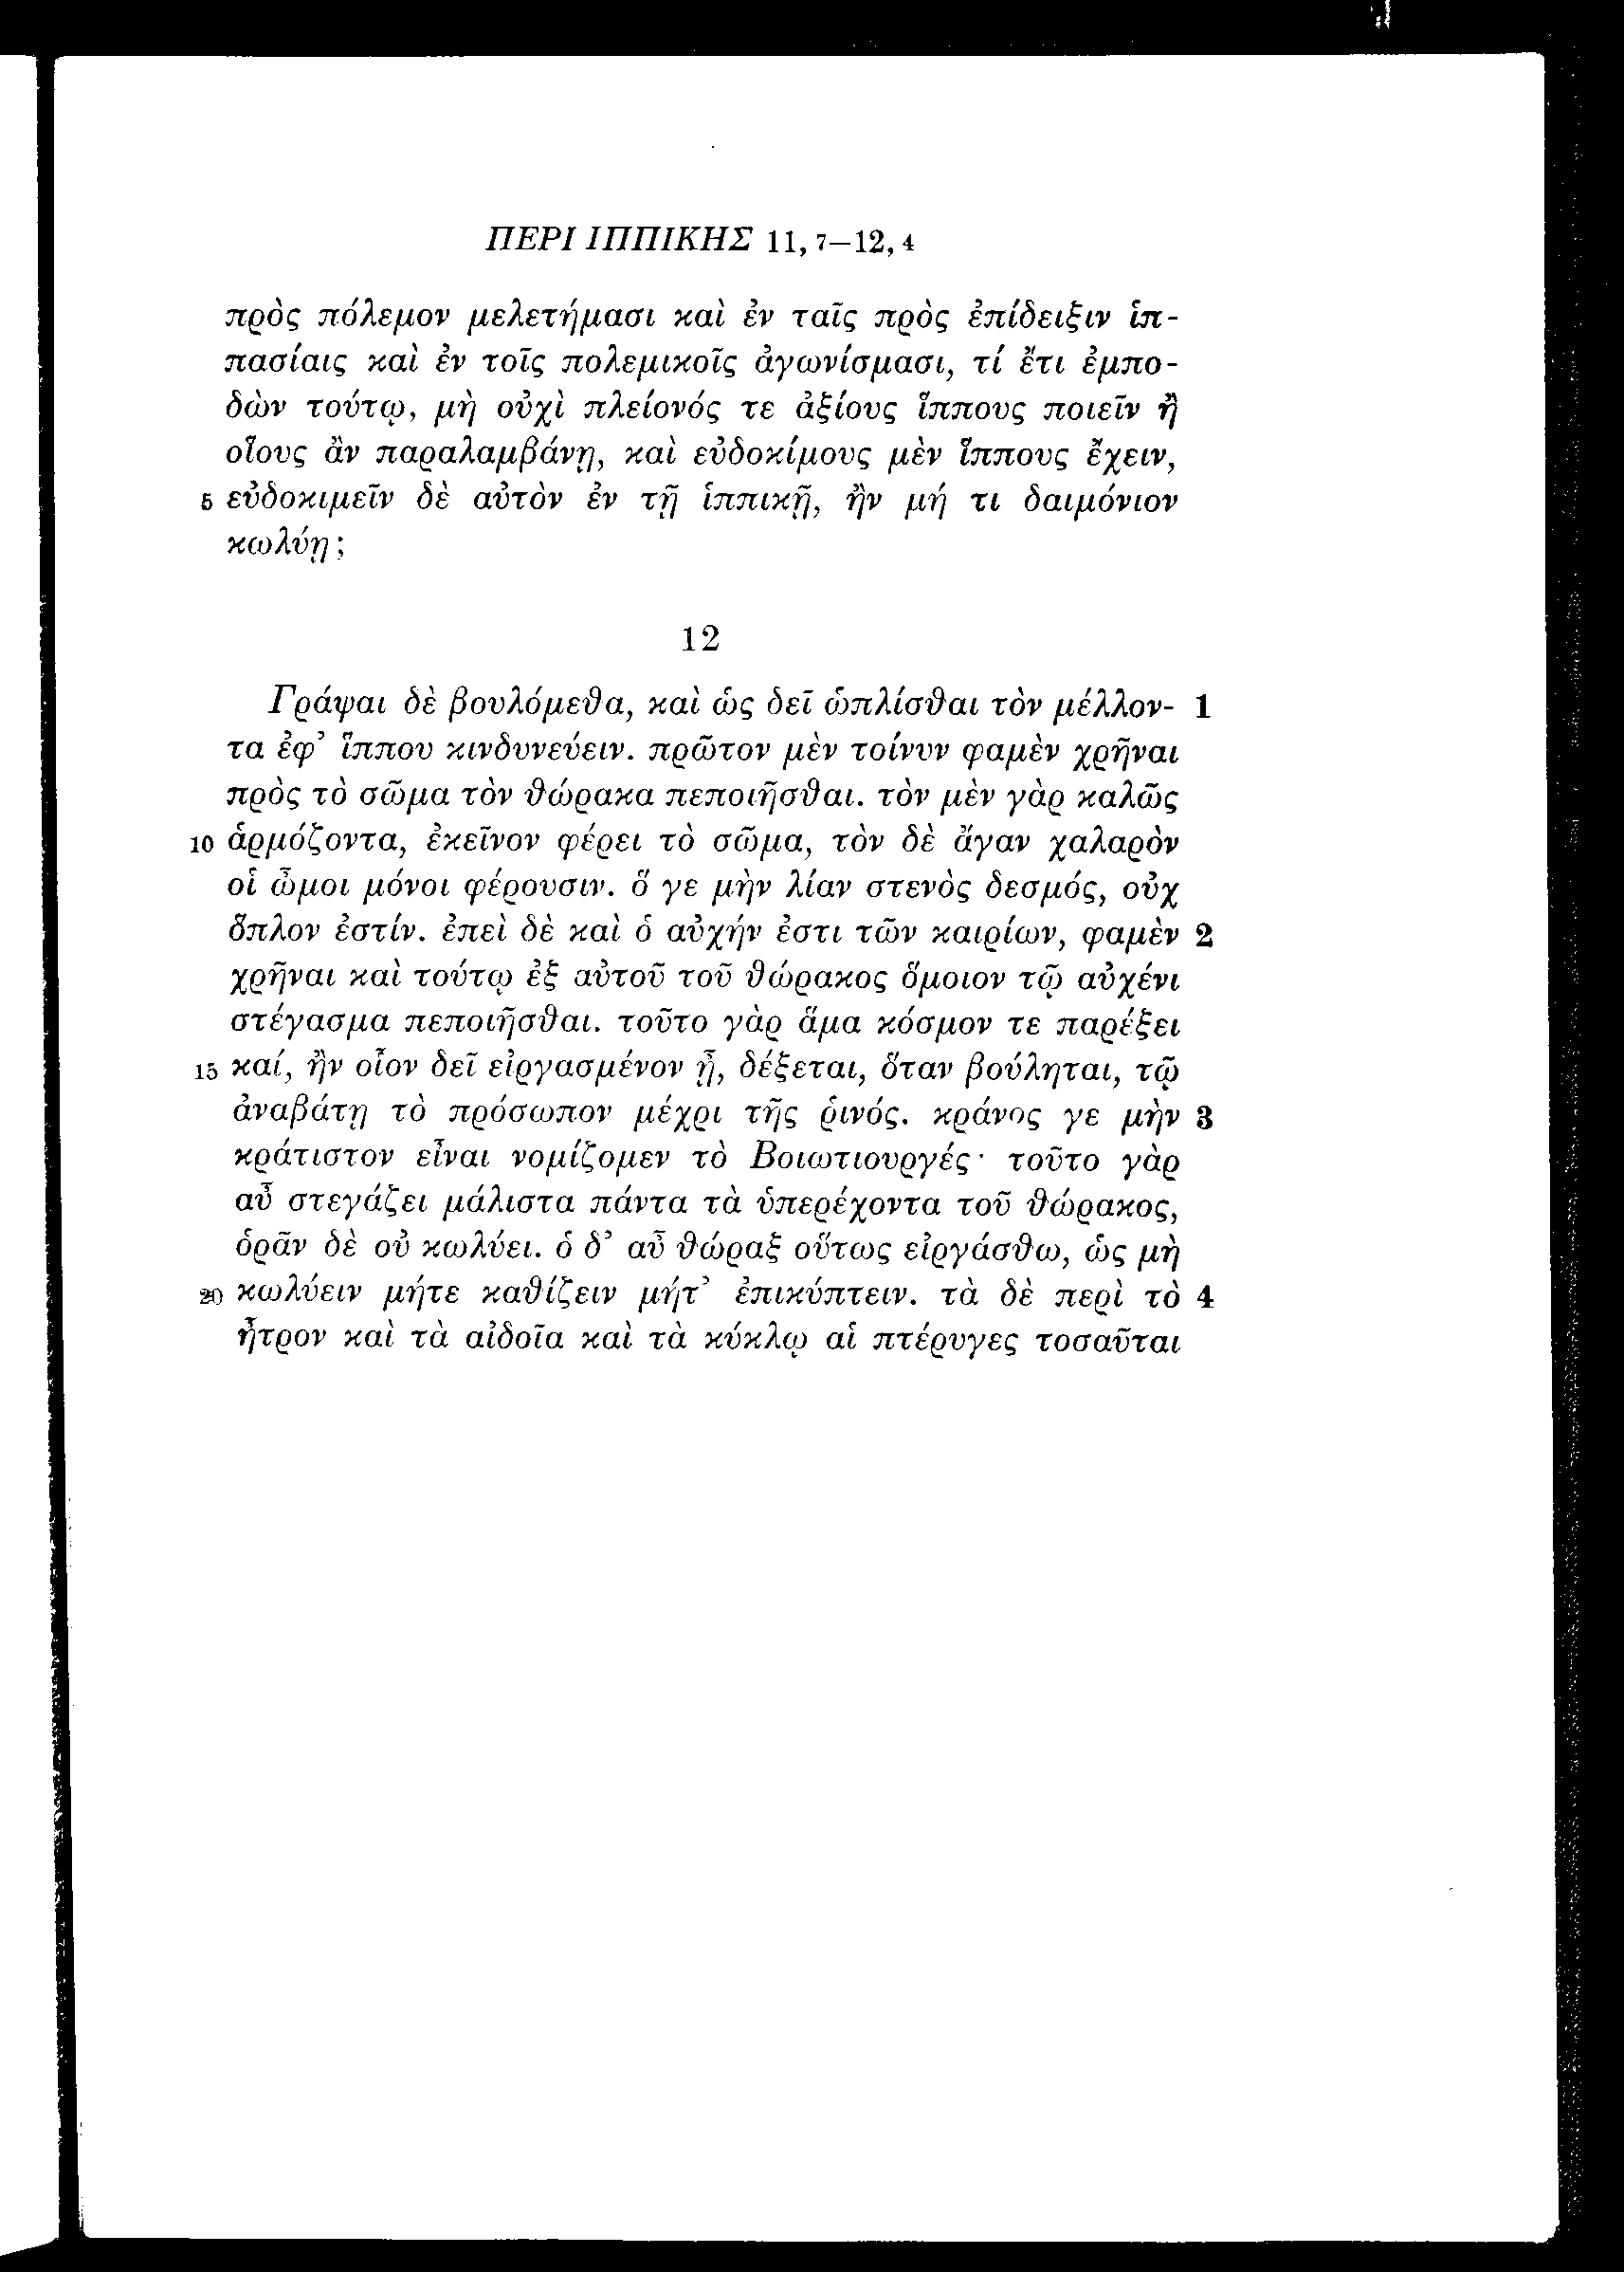 ΠΕΡΙ ΙΠΠΙΚΗΣ 11, 7–12, 4
πρὸς πόλεμον μελετήμασι καὶ ἐν ταῖς πρὸς ἐπίδειξιν ἱπ-
πασίαις καὶ ἐν τοῖς πολεμικοῖς ἀγωνίσμασι, τί ἔτι ἐμπο-
δὼν τούτῳ, μὴ οὐχὶ πλείονός τε ἀξίους ἵππους ποιεῖν ἢ
οἵους ἂν παραλαμβάνῃ, καὶ εὐδοκίμους μὲν ἵππους ἔχειν,
5 εὐδοκιμεῖν δὲ αὐτὸν ἐν τῇ ἱππικῇ, ἢν μή τι δαιμόνιον
κωλύῃ;
12
Γράψαι δὲ βουλόμεθα, καὶ ὡς δεῖ ὡπλίσθαι τὸν μέλλον- 1
τα ἐφ’ ἵππου κινδυνεύειν. πρῶτον μὲν τοίνυν φαμὲν χρῆναι
πρὸς τὸ σῶμα τὸν θώρακα πεποιῆσθαι. τὸν μὲν γὰρ καλῶς
10 ἁρμόζοντα, ἐκεῖνον φέρει τὸ σῶμα, τὸν δὲ ἄγαν χαλαρὸν
οἱ ὦμοι μόνοι φέρουσιν. ὅ γε μὴν λίαν στενὸς δεσμός, οὐχ
ὅπλον ἐστίν. ἐπεὶ δὲ καὶ ὁ αὐχήν ἐστι τῶν καιρίων, φαμὲν 2
χρῆναι καὶ τούτῳ ἐξ αὐτοῦ τοῦ θώρακος ὅμοιον τῷ αὐχένι
στέγασμα πεποιῆσθαι. τοῦτο γὰρ ἅμα κόσμον τε παρέξει
15 καί, ἢν οἷον δεῖ εἰργασμένον ᾖ, δέξεται, ὅταν βούληται, τῷ
ἀναβάτῃ τὸ πρόσωπον μέχρι τῆς ῥινός. κράνος γε μὴν 3
κράτιστον εἶναι νομίζομεν τὸ Βοιωτιουργές· τοῦτο γὰρ
αὖ στεγάζει μάλιστα πάντα τὰ ὑπερέχοντα τοῦ θώρακος,
ὁρᾶν δὲ οὐ κωλύει. ὁ δ’ αὖ θώραξ οὕτως εἰργάσθω, ὡς μὴ
20 κωλύειν μήτε καθίζειν μήτ’ ἐπικύπτειν. τὰ δὲ περὶ τὸ 4
ἦτρον καὶ τὰ αἰδοῖα καὶ τὰ κύκλῳ αἱ πτέρυγες τοσαῦται